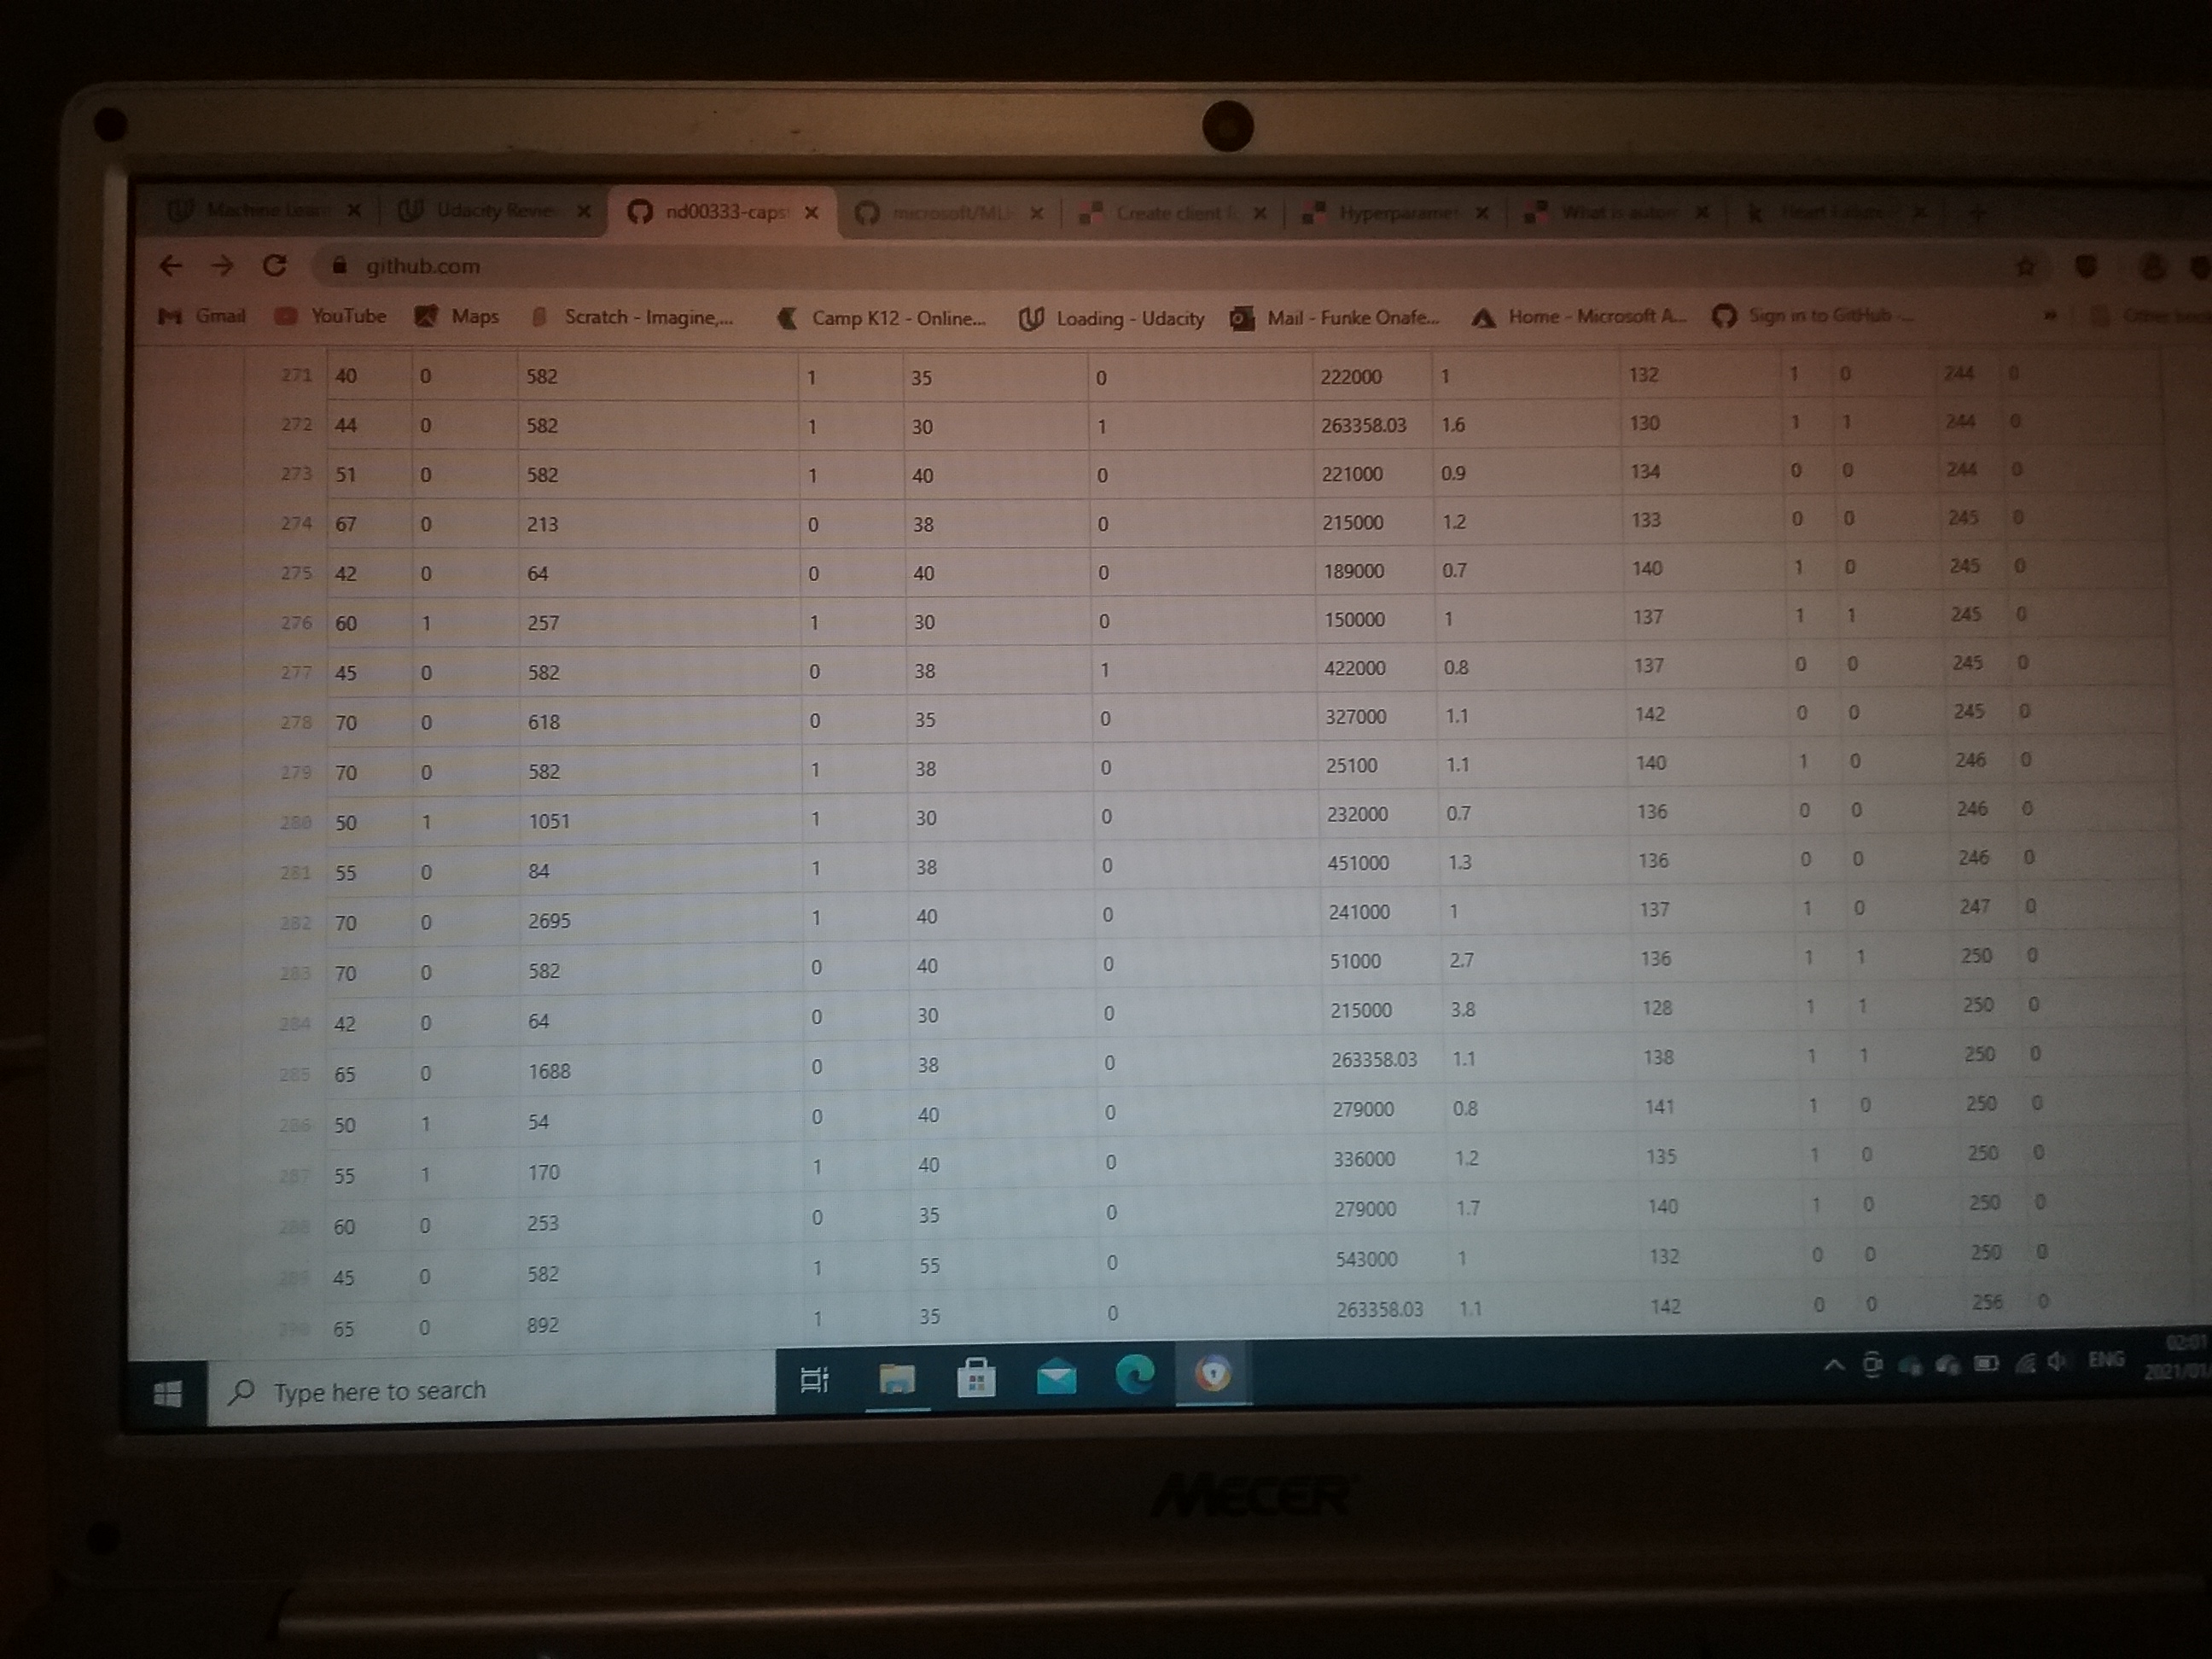 Machine Learn
Udacity Review
nd00333-caps
microsoft/ML
Create client
Hyperparamet
What is autom
Heart Failure
github.com
Gmail YouTube Maps Scratch - Imagine,... Camp K12 - Online... Loading - Udacity Mail - Funke Onafe... Home - Microsoft A... Sign in to GitHub ·... » Other
271 40 0 582 1 35 0 222000 1 132 1 0 244 0
272 44 0 582 1 30 1 263358.03 1.6 130 1 1 244 0
273 51 0 582 1 40 0 221000 0.9 134 0 0 244 0
274 67 0 213 0 38 0 215000 1.2 133 0 0 245 0
275 42 0 64 0 40 0 189000 0.7 140 1 0 245 0
276 60 1 257 1 30 0 150000 1 137 1 1 245 0
277 45 0 582 0 38 1 422000 0.8 137 0 0 245 0
278 70 0 618 0 35 0 327000 1.1 142 0 0 245 0
279 70 0 582 1 38 0 25100 1.1 140 1 0 246 0
280 50 1 1051 1 30 0 232000 0.7 136 0 0 246 0
281 55 0 84 1 38 0 451000 1.3 136 0 0 246 0
282 70 0 2695 1 40 0 241000 1 137 1 0 247 0
283 70 0 582 0 40 0 51000 2.7 136 1 1 250 0
284 42 0 64 0 30 0 215000 3.8 128 1 1 250 0
285 65 0 1688 0 38 0 263358.03 1.1 138 1 1 250 0
286 50 1 54 0 40 0 279000 0.8 141 1 0 250 0
287 55 1 170 1 40 0 336000 1.2 135 1 0 250 0
288 60 0 253 0 35 0 279000 1.7 140 1 0 250 0
289 45 0 582 1 55 0 543000 1 132 0 0 250 0
290 65 0 892 1 35 0 263358.03 1.1 142 0 0 256 0
Type here to search
ENG
02:01
2021/01/
MECER